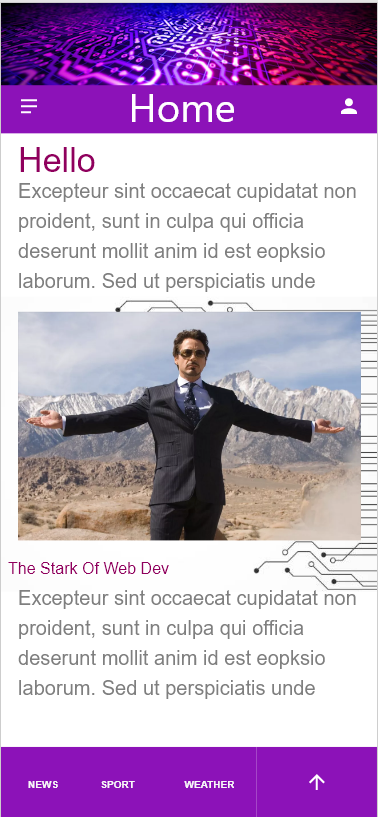 Home
Hello
Excepteur sint occaecat cupidatat non
proident, sunt in culpa qui officia
deserunt mollit anim id est eopksio
laborum. Sed ut perspiciatis unde
The Stark Of Web Dev
Excepteur sint occaecat cupidatat non
proident, sunt in culpa qui officia
deserunt mollit anim id est eopksio
laborum. Sed ut perspiciatis unde
NEWS SPORT WEATHER